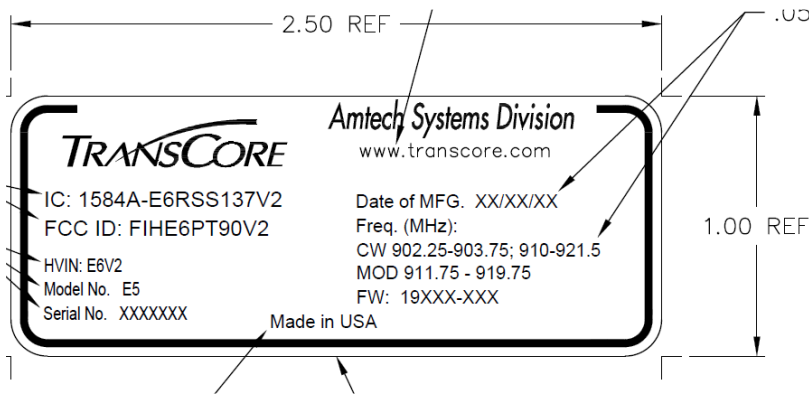 2.50 REF
.05
TRANSCORE
Amtech Systems Division
www.transcore.com
IC: 1584A-E6RSS137V2
FCC ID: FIHE6PT90V2
HVIN: E6V2
Model No. E5
Serial No. XXXXXXX
Date of MFG. XX/XX/XX
Freq. (MHz):
CW 902.25-903.75; 910-921.5
MOD 911.75 - 919.75
FW: 19XXX-XXX
Made in USA
1.00 REF